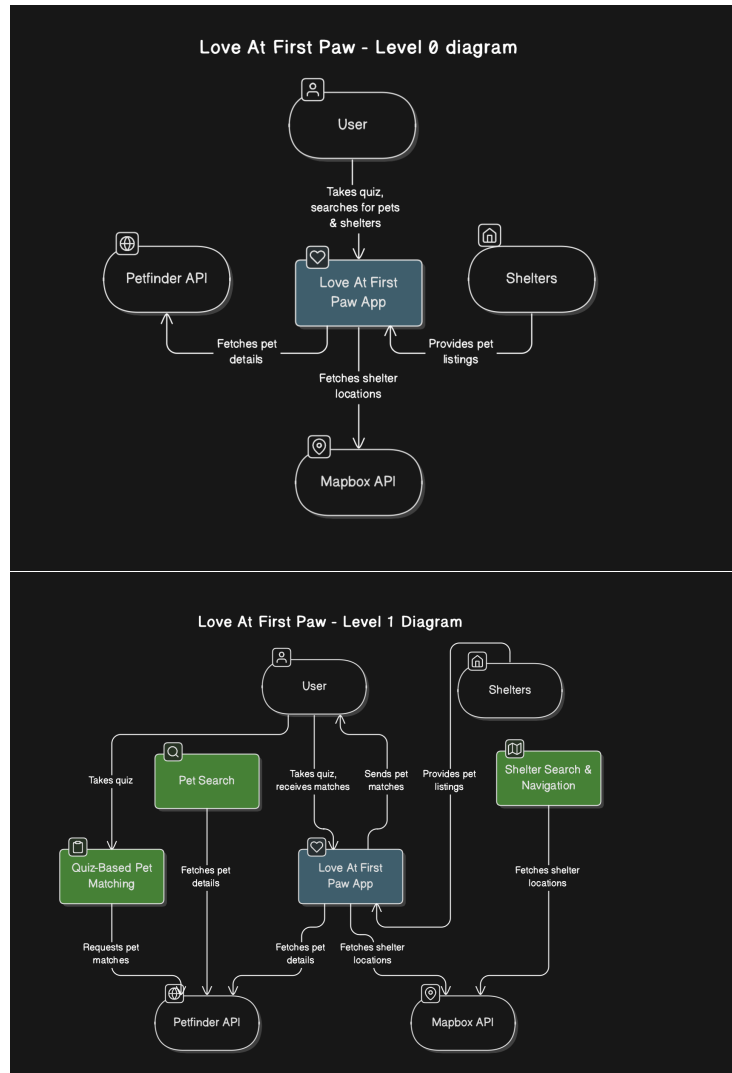 Love At First Paw - Level 0 diagram
User
Takes quiz,
searches for pets
& shelters
Petfinder API
Love At First
Paw App
Shelters
Fetches pet
details
Provides pet
listings
Fetches shelter
locations
Mapbox API
Love At First Paw - Level 1 Diagram
User
Shelters
Takes quiz
Pet Search
Takes quiz,
receives matches
Sends pet
matches
Provides pet
listings
Shelter Search &
Navigation
Quiz-Based Pet
Matching
Fetches pet
details
Love At First
Paw App
Fetches shelter
locations
Requests pet
matches
Fetches pet
details
Fetches shelter
locations
Petfinder API
Mapbox API